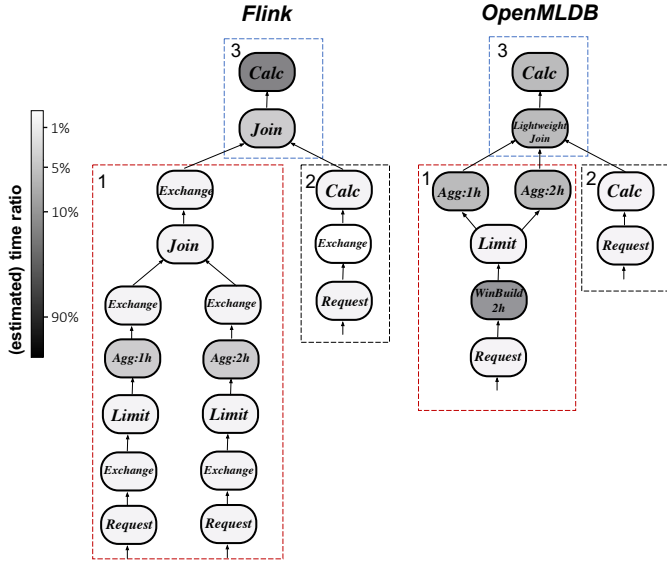 Flink
OpenMLDB
3
Calc
Join
3
Calc
Lightweight
Join
(estimated) time ratio
1%
5%
10%
90%
1
Exchange
Join
Exchange
Exchange
Agg:1h
Agg:2h
Limit
Limit
Exchange
Exchange
Request
Request
2
Calc
Exchange
Request
1
Agg:1h
Agg:2h
Limit
WinBuild
2h
Request
2
Calc
Request